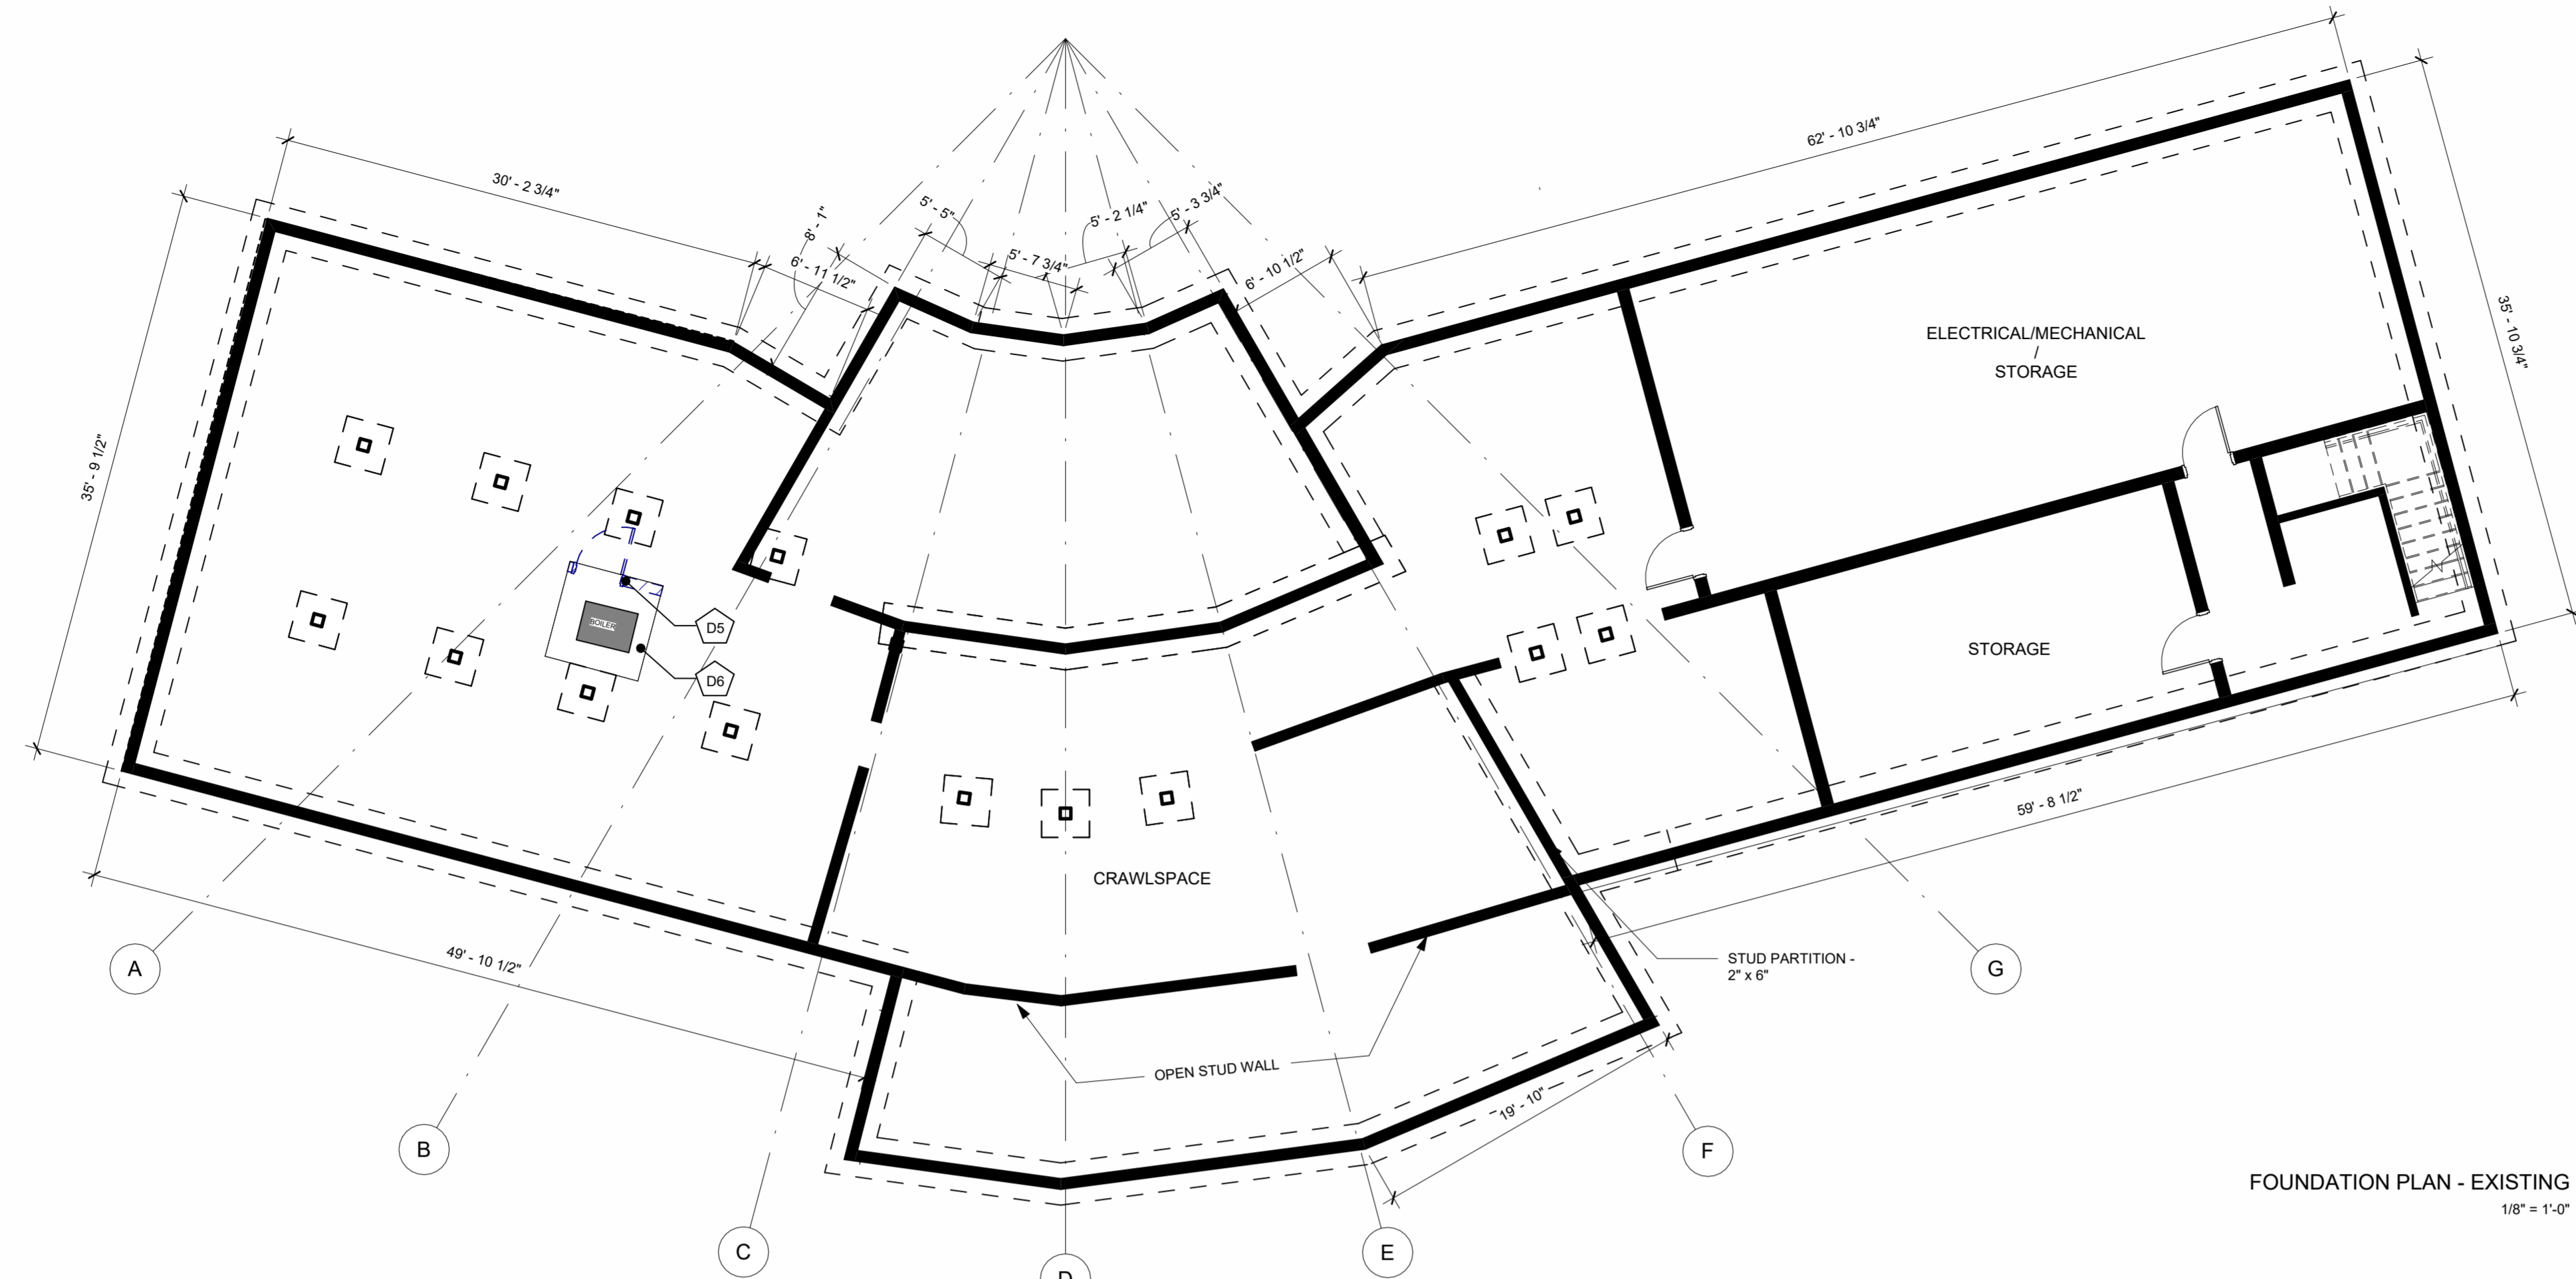 62' - 10 3/4"
30' - 2 3/4"
8' - 1"
5' - 5"
5' - 2 1/4"
5' - 3 3/4"
6' - 11 1/2"
5' - 7 3/4"
6' - 10 1/2"
35' - 10 3/4"
ELECTRICAL/MECHANICAL
/
STORAGE
35' - 9 1/2"
BOILER
D5
D6
STORAGE
59' - 8 1/2"
CRAWLSPACE
49' - 10 1/2"
STUD PARTITION -
2" x 6"
OPEN STUD WALL
19' - 10"
A
B
C
D
E
F
G
FOUNDATION PLAN - EXISTING
1/8" = 1'-0"